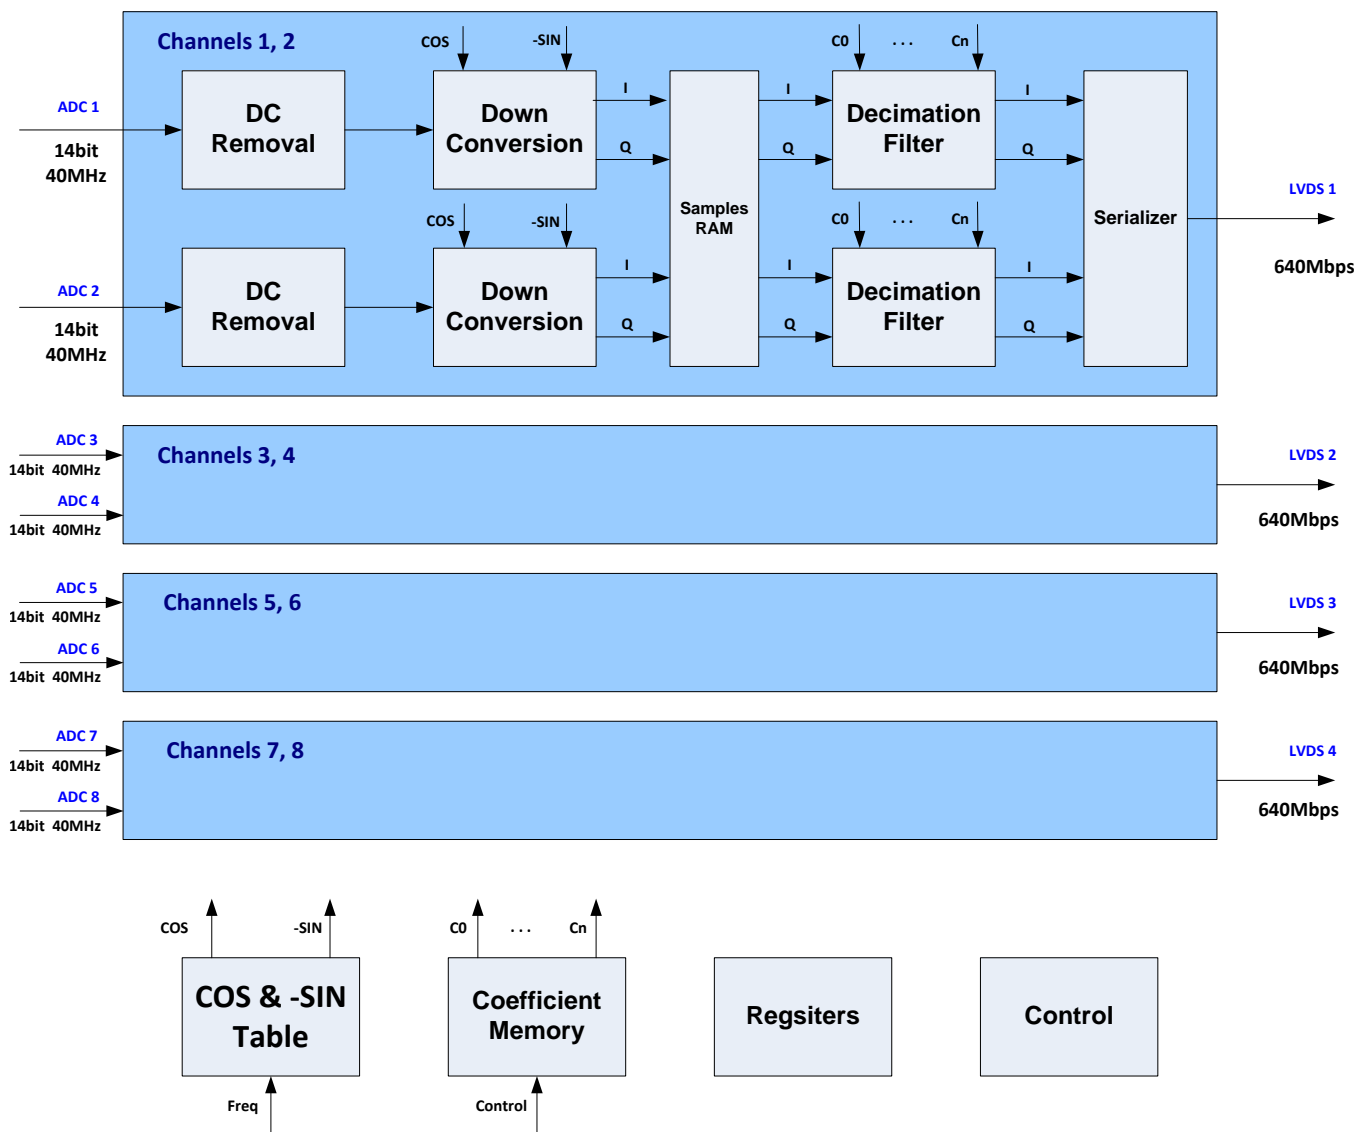 Channels 1, 2
COS
-SIN
C0
. . .
Cn
ADC 1
14bit
40MHz
DC
Removal
Down
Conversion
I
Q
I
Q
Decimation
Filter
I
Q
Samples
RAM
Serializer
LVDS 1
640Mbps
COS
-SIN
C0
. . .
Cn
ADC 2
14bit
40MHz
DC
Removal
Down
Conversion
I
Q
I
Q
Decimation
Filter
I
Q
ADC 3
14bit 40MHz
ADC 4
14bit 40MHz
Channels 3, 4
LVDS 2
640Mbps
ADC 5
14bit 40MHz
ADC 6
14bit 40MHz
Channels 5, 6
LVDS 3
640Mbps
ADC 7
14bit 40MHz
ADC 8
14bit 40MHz
Channels 7, 8
LVDS 4
640Mbps
COS
-SIN
COS & -SIN
Table
Freq
C0
. . .
Cn
Coefficient
Memory
Control
Regsiters
Control